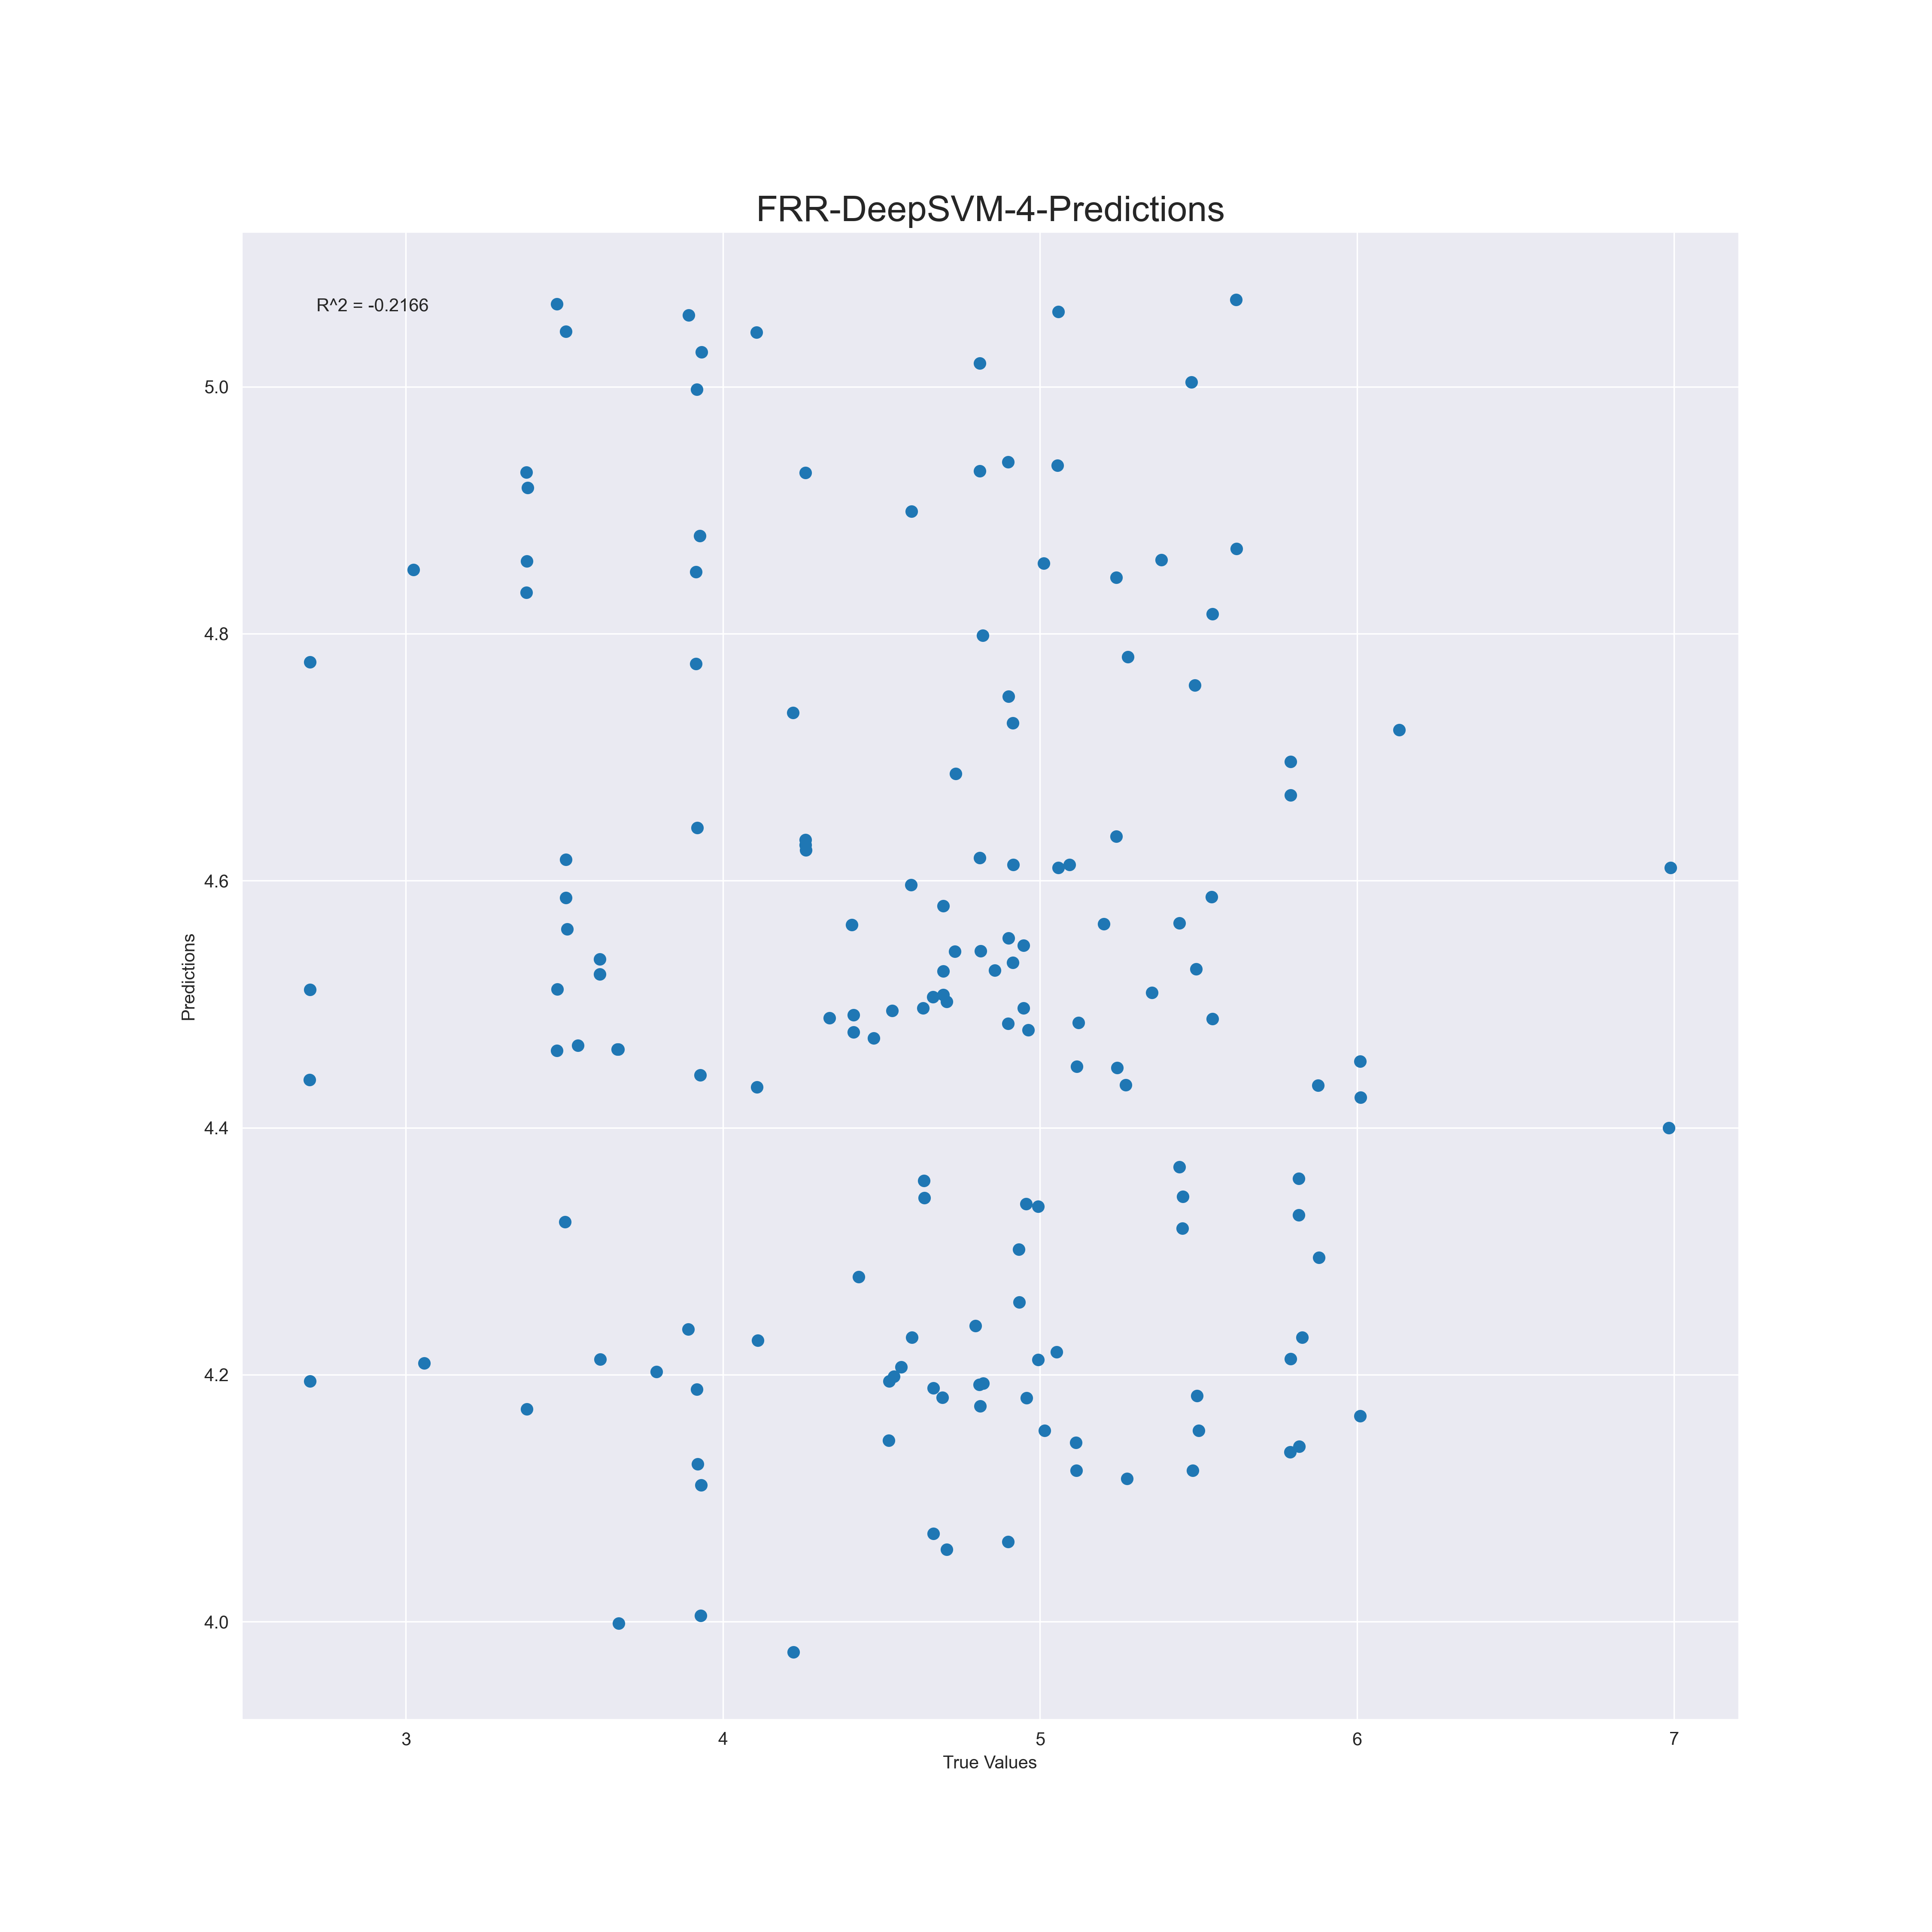 FRR-DeepSVM-4-Predictions
R^2 = -0.2166
5.0
4.8
4.6
4.4
4.2
4.0
Predictions
3 4 5 6 7
True Values